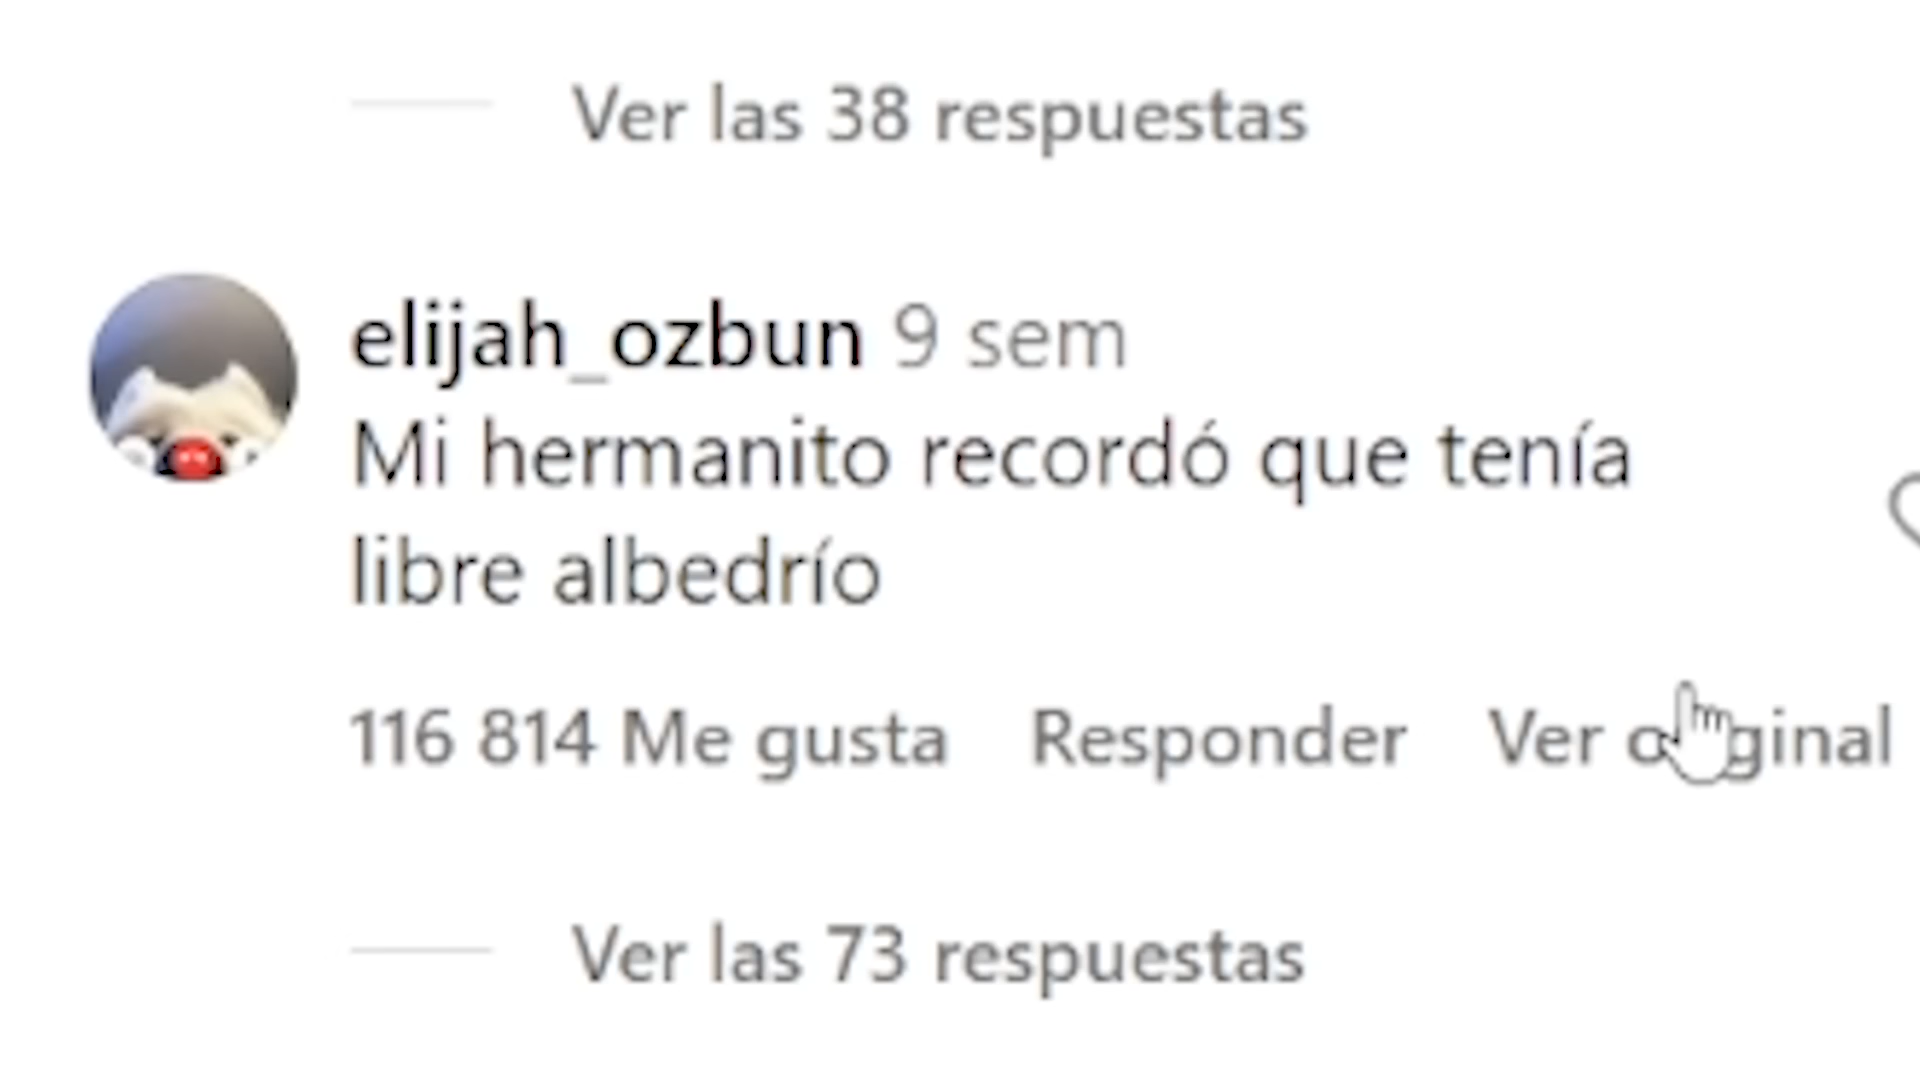 Ver las 38 respuestas
elijah_ozbun 9 sem
Mi hermanito recordó que tenía
libre albedrío
116 814 Me gusta Responder Ver original
Ver las 73 respuestas